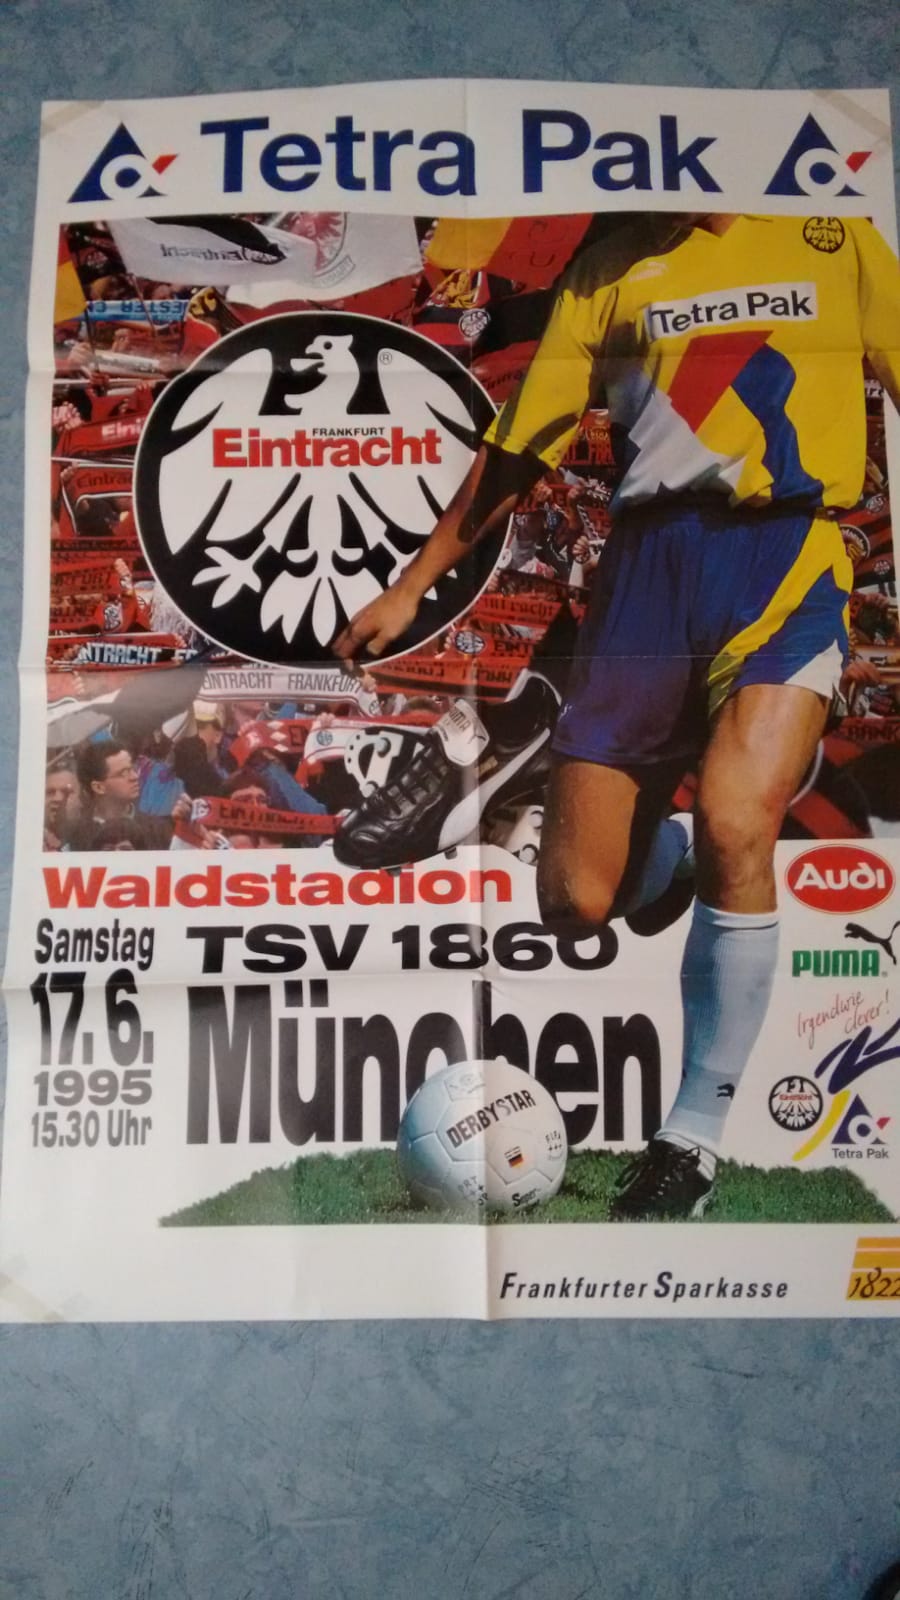 Tetra Pak
Eintracht
Tetra Pak
FRANKFURT
Eintracht
®
EINTRACHT FRANKFURT
Waldstadion
Samstag
17.6.
1995
15.30 Uhr
TSV 1860
München
DERBYSTAR
Super
Audi
PUMA®
Irgendwie
clever!
Eintracht
Tetra Pak
Frankfurter Sparkasse
1822